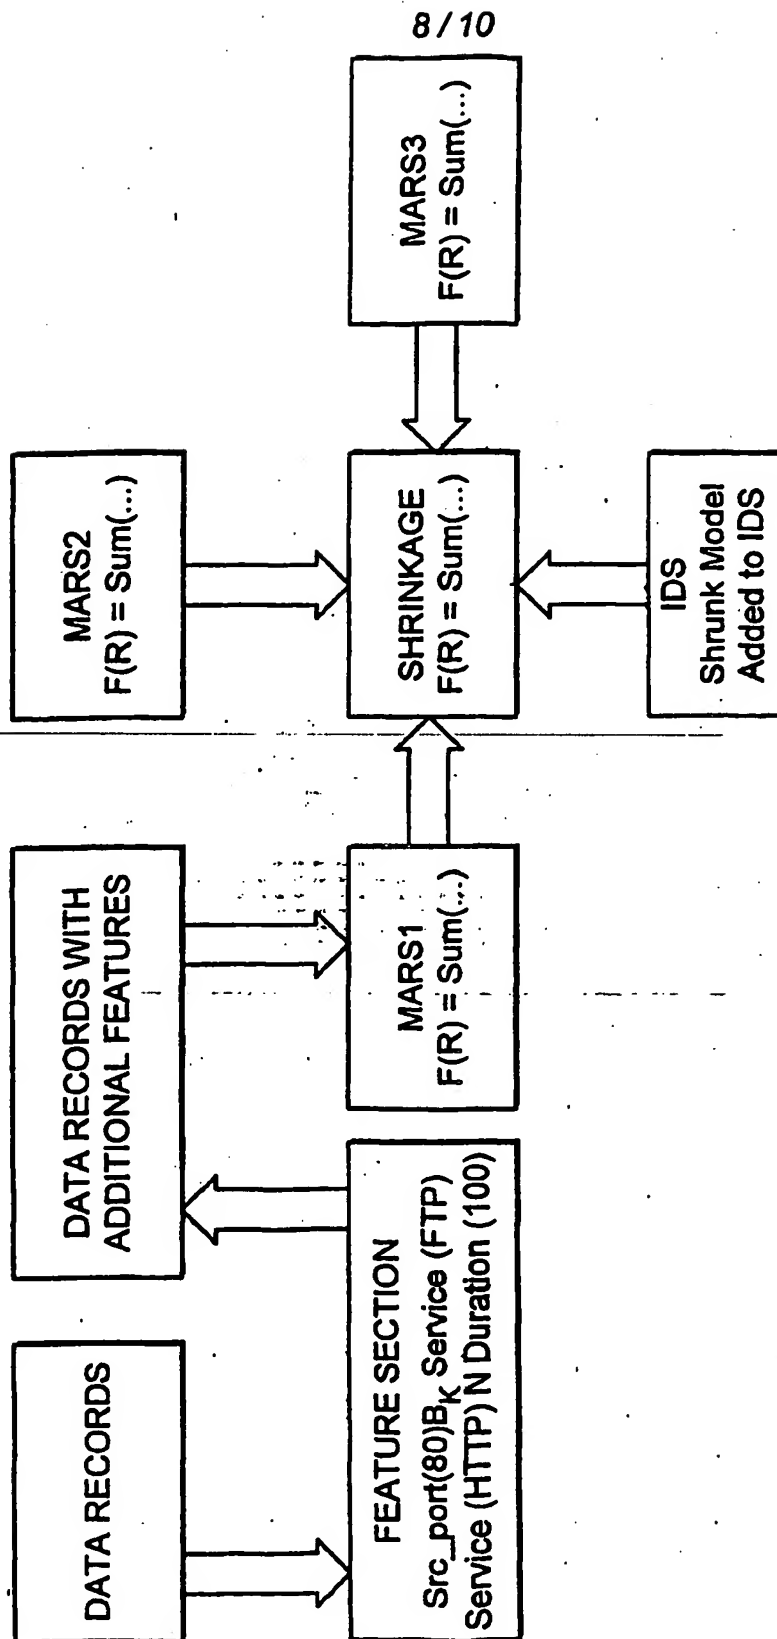 8 / 10
DATA RECORDS
DATA RECORDS WITH
ADDITIONAL FEATURES
MARS2
F(R) = Sum(...)
FEATURE SECTION
Src_port(80)B_K Service (FTP)
Service (HTTP) N Duration (100)
MARS1
F(R) = Sum(...)
SHRINKAGE
F(R) = Sum(...)
MARS3
F(R) = Sum(...)
IDS
Shrunk Model
Added to IDS